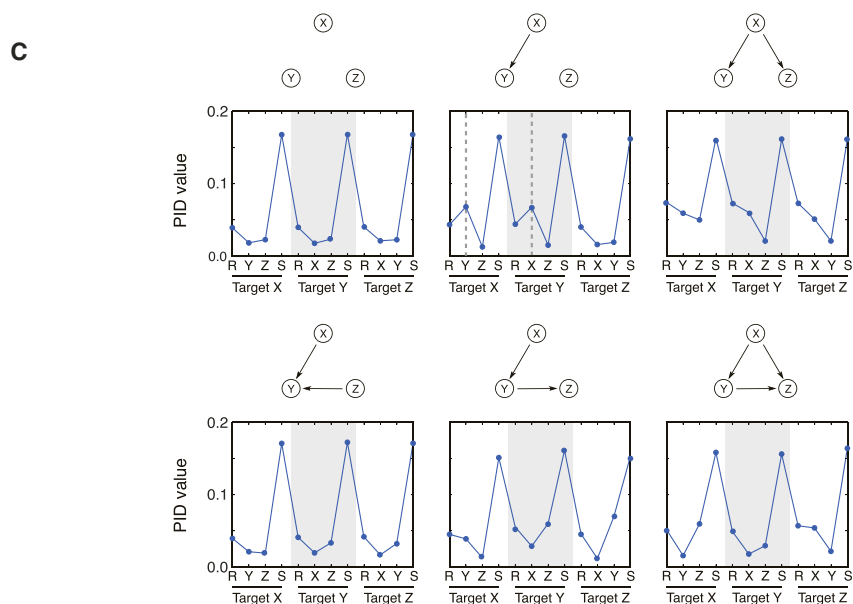 C
X X X
Y Z Y Z Y Z
0.2
0.1
0.0
PID value
R Y Z S R X Z S R X Y S
Target X Target Y Target Z
R Y Z S R X Z S R X Y S
Target X Target Y Target Z
R Y Z S R X Z S R X Y S
Target X Target Y Target Z
X X X
Y Z Y Z Y Z
0.2
0.1
0.0
PID value
R Y Z S R X Z S R X Y S
Target X Target Y Target Z
R Y Z S R X Z S R X Y S
Target X Target Y Target Z
R Y Z S R X Z S R X Y S
Target X Target Y Target Z